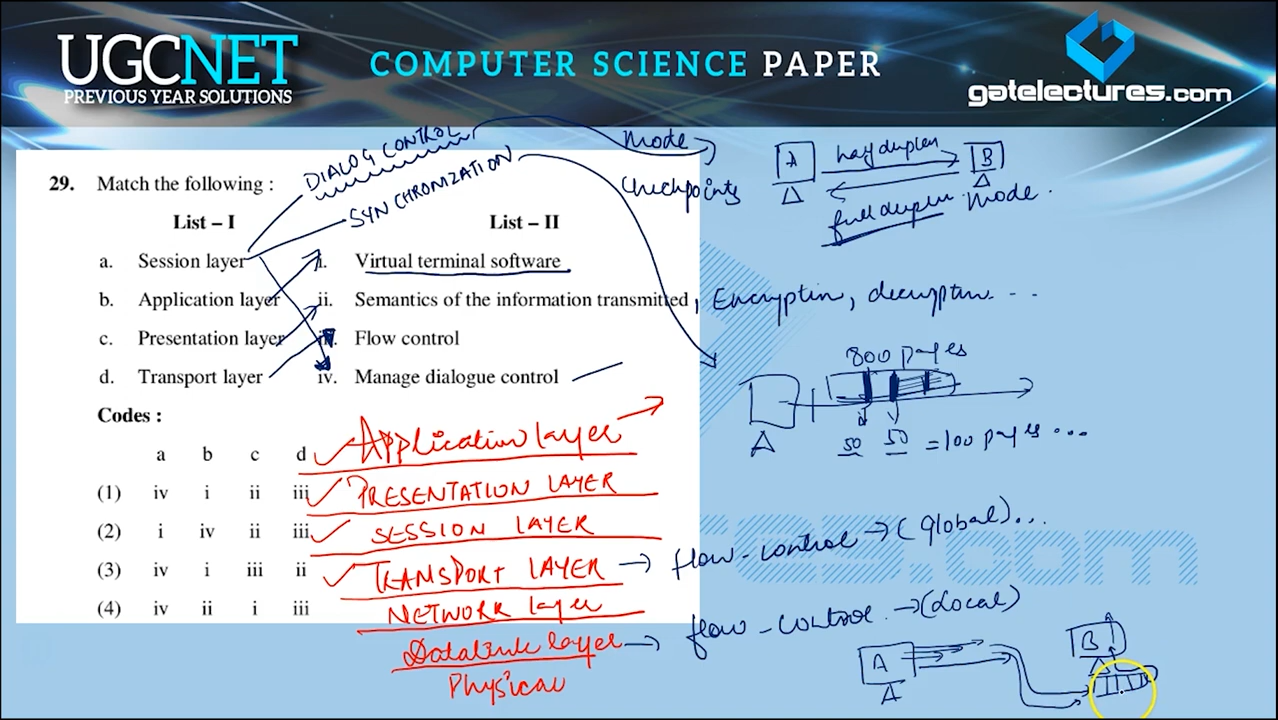 UGCNET
PREVIOUS YEAR SOLUTIONS
COMPUTER SCIENCE PAPER
gatelectures.com
29. Match the following :
List – I List – II
a. Session layer i. Virtual terminal software
b. Application layer ii. Semantics of the information transmitted
c. Presentation layer iii. Flow control
d. Transport layer iv. Manage dialogue control
Codes :
a b c d
(1) iv i ii iii
(2) i iv ii iii
(3) iv i iii ii
(4) iv ii i iii
DIALOG CONTROL
SYNCHRONIZATION
Mode
Checkpoints
A half duplex B
full duplex Mode.
, Encryption, decryption...
800 pages
A
50 50 = 100 pages ...
Application layer
PRESENTATION LAYER
SESSION LAYER
TRANSPORT LAYER → flow-control → (global)...
NETWORK layer
Datalink layer → flow-control. → (Local)
Physical
A B